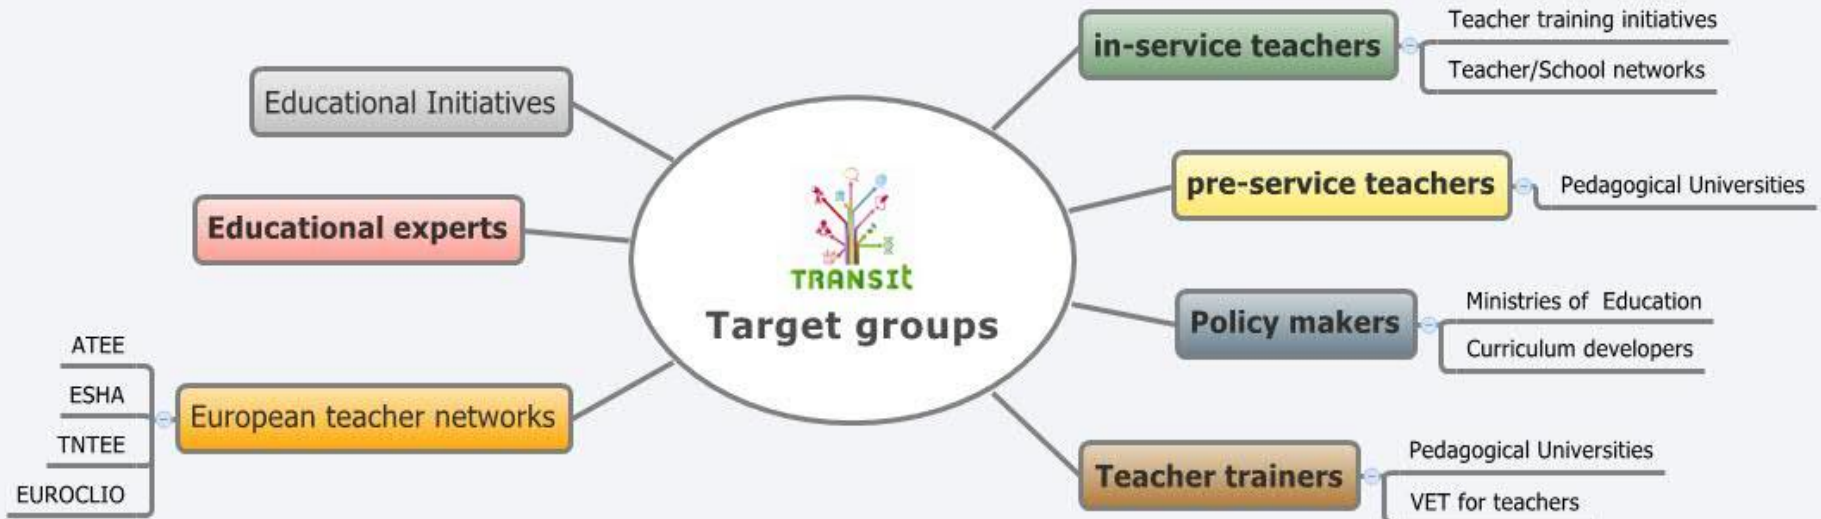 TRANSIt
Target groups
in-service teachers
Teacher training initiatives
Teacher/School networks
pre-service teachers
Pedagogical Universities
Policy makers
Ministries of Education
Curriculum developers
Teacher trainers
Pedagogical Universities
VET for teachers
Educational Initiatives
Educational experts
European teacher networks
ATEE
ESHA
TNTEE
EUROCLIO